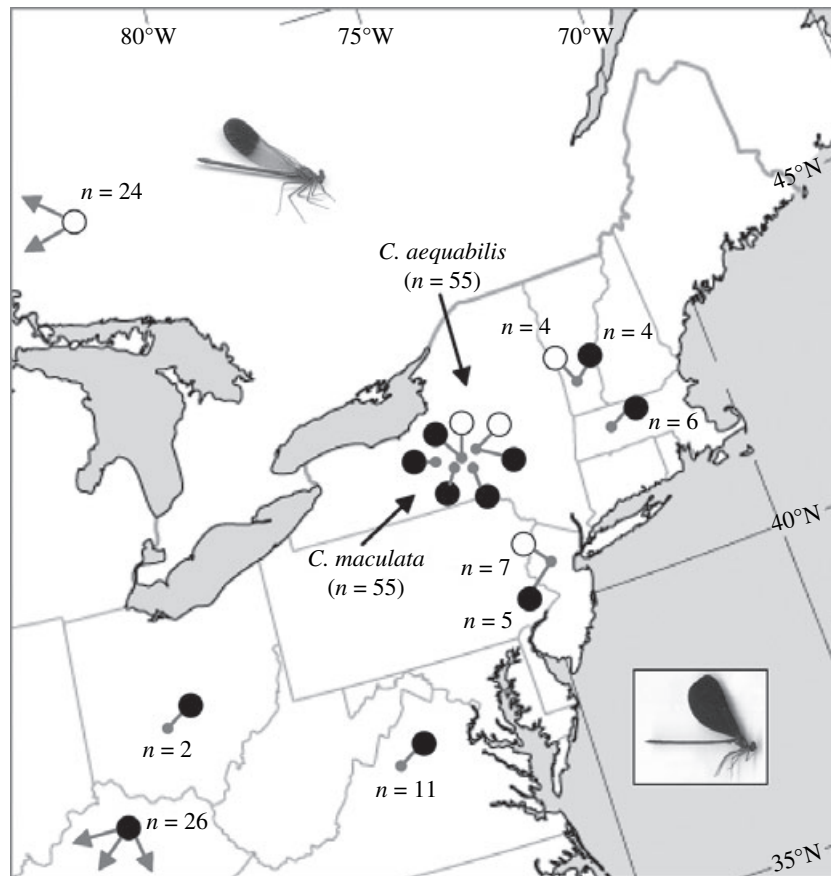 80°W
75°W
70°W
45°N
n = 24
C. aequabilis
(n = 55)
n = 4
n = 4
n = 6
40°N
C. maculata
(n = 55)
n = 7
n = 5
n = 2
n = 11
n = 26
35°N